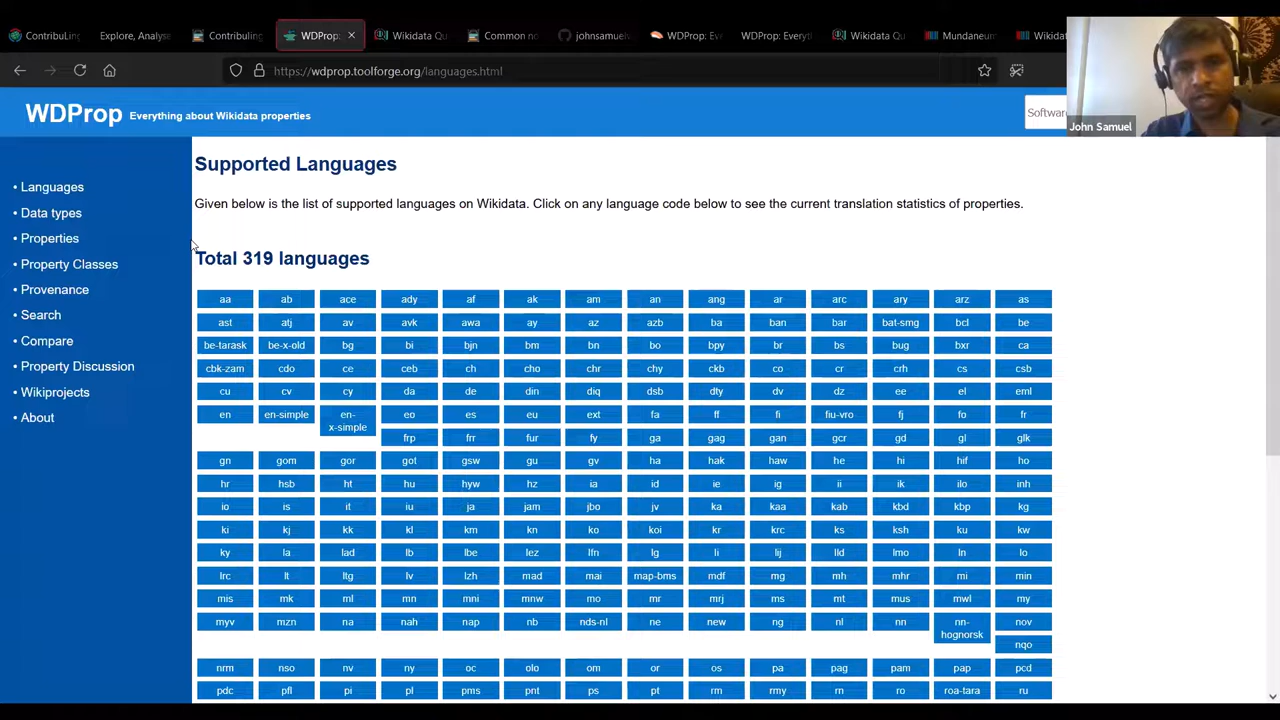 ContribuLing
Explore, Analyse
Contribuling
WDProp:
Wikidata Qu
Common no
johnsamuelw
WDProp: Eve
WDProp: Everyth
Wikidata Qu
Mundaneum
Wikidat
https://wdprop.toolforge.org/languages.html
WDProp Everything about Wikidata properties
Softwar
John Samuel
• Languages
• Data types
• Properties
• Property Classes
• Provenance
• Search
• Compare
• Property Discussion
• Wikiprojects
• About
Supported Languages
Given below is the list of supported languages on Wikidata. Click on any language code below to see the current translation statistics of properties.
Total 319 languages
aa ab ace ady af ak am an ang ar arc ary arz as
ast atj av avk awa ay az azb ba ban bar bat-smg bcl be
be-tarask be-x-old bg bi bjn bm bn bo bpy br bs bug bxr ca
cbk-zam cdo ce ceb ch cho chr chy ckb co cr crh cs csb
cu cv cy da de din diq dsb dty dv dz ee el eml
en en-simple en- eo es eu ext fa ff fi fiu-vro fj fo fr
x-simple
frp frr fur fy ga gag gan gcr gd gl glk
gn gom gor got gsw gu gv ha hak haw he hi hif ho
hr hsb ht hu hyw hz ia id ie ig ii ik ilo inh
io is it iu ja jam jbo jv ka kaa kab kbd kbp kg
ki kj kk kl km kn ko koi kr krc ks ksh ku kw
ky la lad lb lbe lez lfn lg li lij lld lmo ln lo
lrc lt ltg lv lzh mad mai map-bms mdf mg mh mhr mi min
mis mk ml mn mni mnw mo mr mrj ms mt mus mwl my
myv mzn na nah nap nb nds-nl ne new ng nl nn nn- nov
hognorsk
nqo
nrm nso nv ny oc olo om or os pa pag pam pap pcd
pdc pfl pi pl pms pnt ps pt rm rmy rn ro roa-tara ru